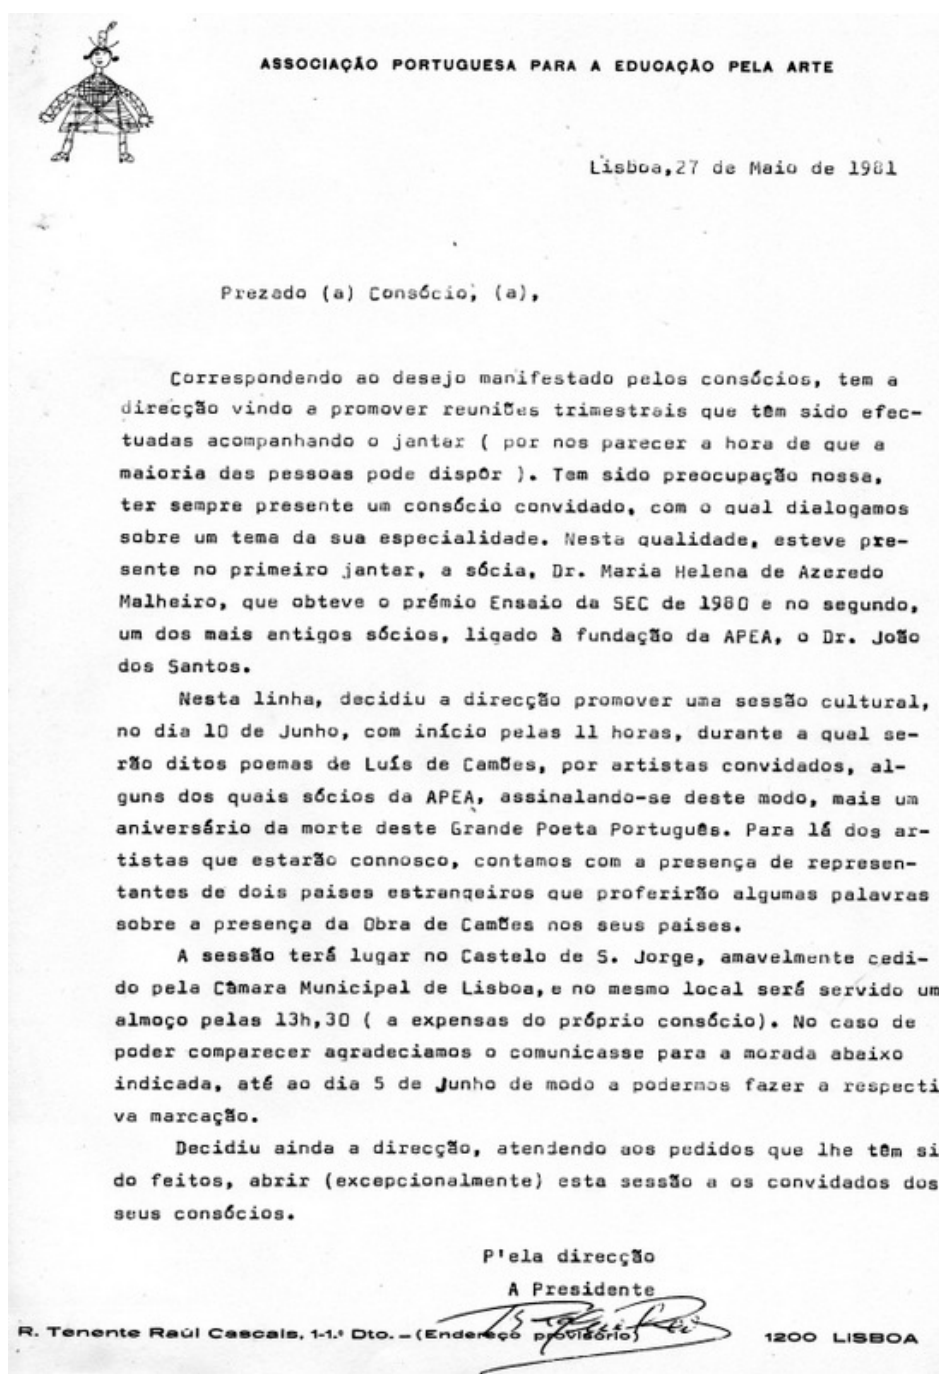 ASSOCIAÇÃO PORTUGUESA PARA A EDUCAÇÃO PELA ARTE
Lisboa,27 de Maio de 1981
Prezado (a) Consócio, (a),
Correspondendo ao desejo manifestado pelos consócios, tem a
direcção vindo a promover reuniões trimestrais que têm sido efec-
tuadas acompanhando o jantar ( por nos parecer a hora de que a
maioria das pessoas pode dispôr ). Tem sido preocupação nossa,
ter sempre presente um consócio convidado, com o qual dialogamos
sobre um tema da sua especialidade. Nesta qualidade, esteve pre-
sente no primeiro jantar, a sócia, Dr. Maria Helena de Azeredo
Malheiro, que obteve o prémio Ensaio da SEC de 1980 e no segundo,
um dos mais antigos sócios, ligado à fundação da APEA, o Dr. João
dos Santos.
Nesta linha, decidiu a direcção promover uma sessão cultural,
no dia 10 de Junho, com início pelas 11 horas, durante a qual se-
rão ditos poemas de Luís de Camões, por artistas convidados, al-
guns dos quais sócios da APEA, assinalando-se deste modo, mais um
aniversário da morte deste Grande Poeta Português. Para lá dos ar-
tistas que estarão connosco, contamos com a presença de represen-
tantes de dois paises estrangeiros que proferirão algumas palavras
sobre a presença da Obra de Camões nos seus paises.
A sessão terá lugar no Castelo de S. Jorge, amavelmente cedi-
do pela Câmara Municipal de Lisboa, e no mesmo local será servido um
almoço pelas 13h,30 ( a expensas do próprio consócio). No caso de
poder comparecer agradeciamos o comunicasse para a morada abaixo
indicada, até ao dia 5 de Junho de modo a podermos fazer a respecti
va marcação.
Decidiu ainda a direcção, atendendo aos pedidos que lhe têm si
do feitos, abrir (excepcionalmente) esta sessão a os convidados dos
seus consócios.
P'ela direcção
A Presidente
R. Tenente Raúl Cascais, 1-1.º Dto. – (Endereço provisório) 1200 LISBOA